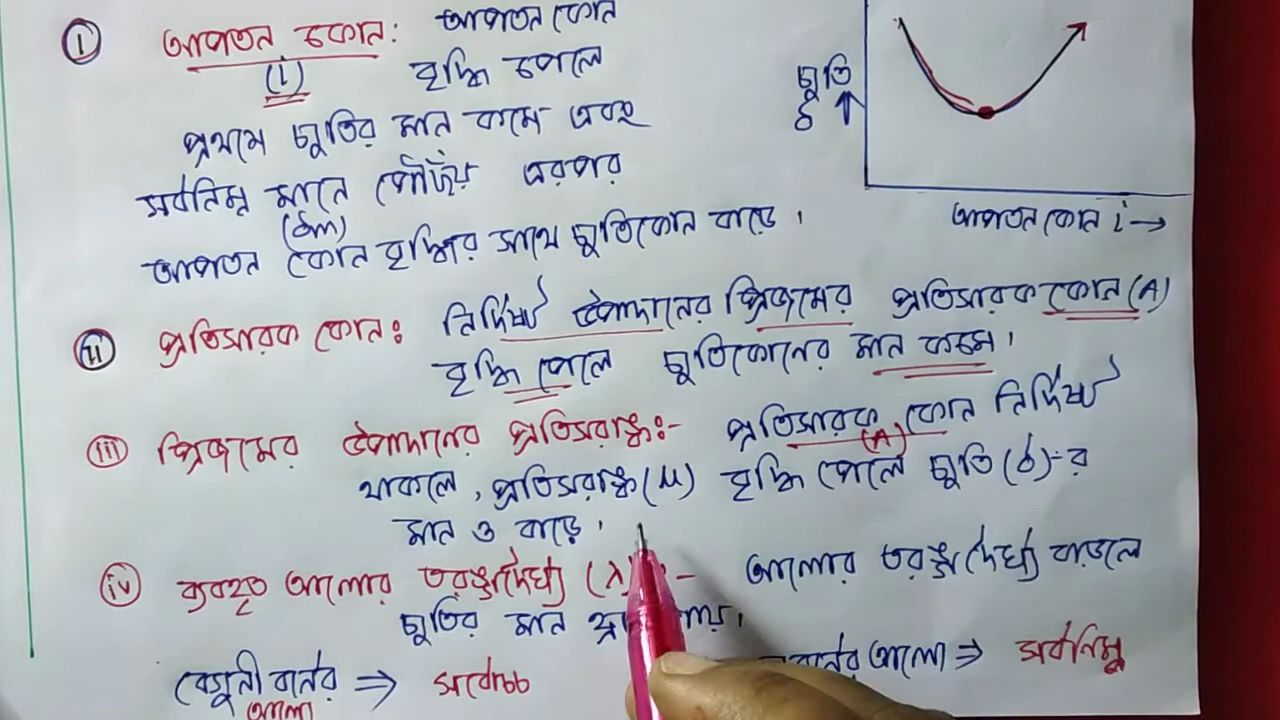 i আপতন কোন: আপতন কোন
(i) বৃদ্ধি পেলে
প্রথমে চ্যুতির মান কমে এবং
সর্বনিম্ন মানে পৌঁছয় এরপর
(δm)
আপতন কোন বৃদ্ধির সাথে চ্যুতিকোন বাড়ে।
চ্যুতি
δ ↑
আপতন কোন i →
ii প্রতিসারক কোন: নির্দিষ্ট উপাদানের প্রিজমের প্রতিসারক কোন (A)
বৃদ্ধি পেলে চ্যুতিকোনের মান কমে।
iii প্রিজমের উপাদানের প্রতিসরাঙ্ক:- প্রতিসারক কোন নির্দিষ্ট
(A)
থাকলে, প্রতিসরাঙ্ক (μ) বৃদ্ধি পেলে চ্যুতি (δ)-র
মান ও বাড়ে।
iv ব্যবহৃত আলোর তরঙ্গদৈর্ঘ্য (λ) - আলোর তরঙ্গদৈর্ঘ্য বাড়লে
চ্যুতির মান
বেগুনী বর্নের ⇒ সর্বোচ্চ
আলো
আলো ⇒ সর্বনিম্ন